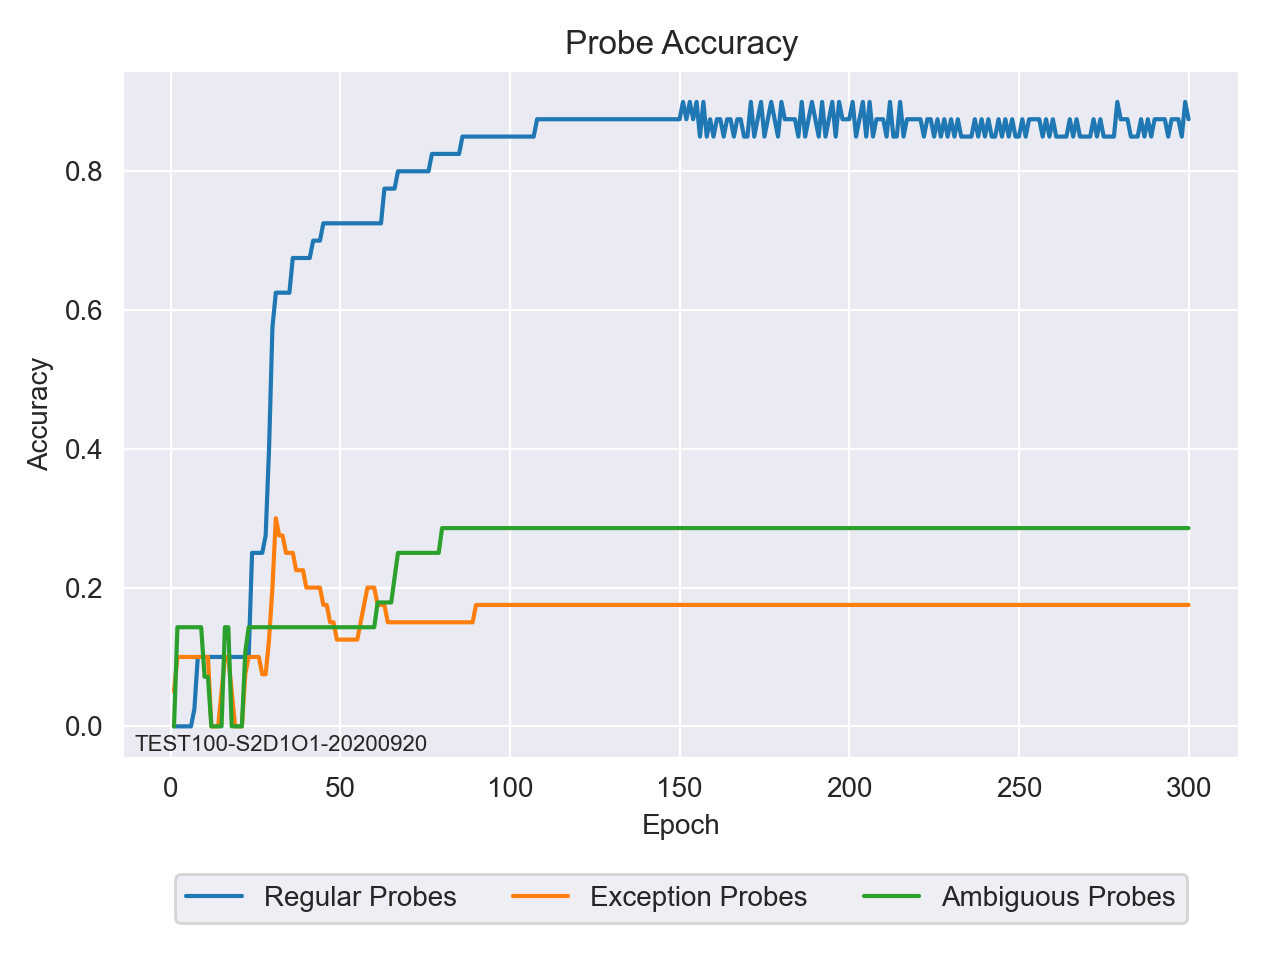 Probe Accuracy
Accuracy
0.8
0.6
0.4
0.2
0.0
TEST100-S2D1O1-20200920
0 50 100 150 200 250 300
Epoch
Regular Probes Exception Probes Ambiguous Probes